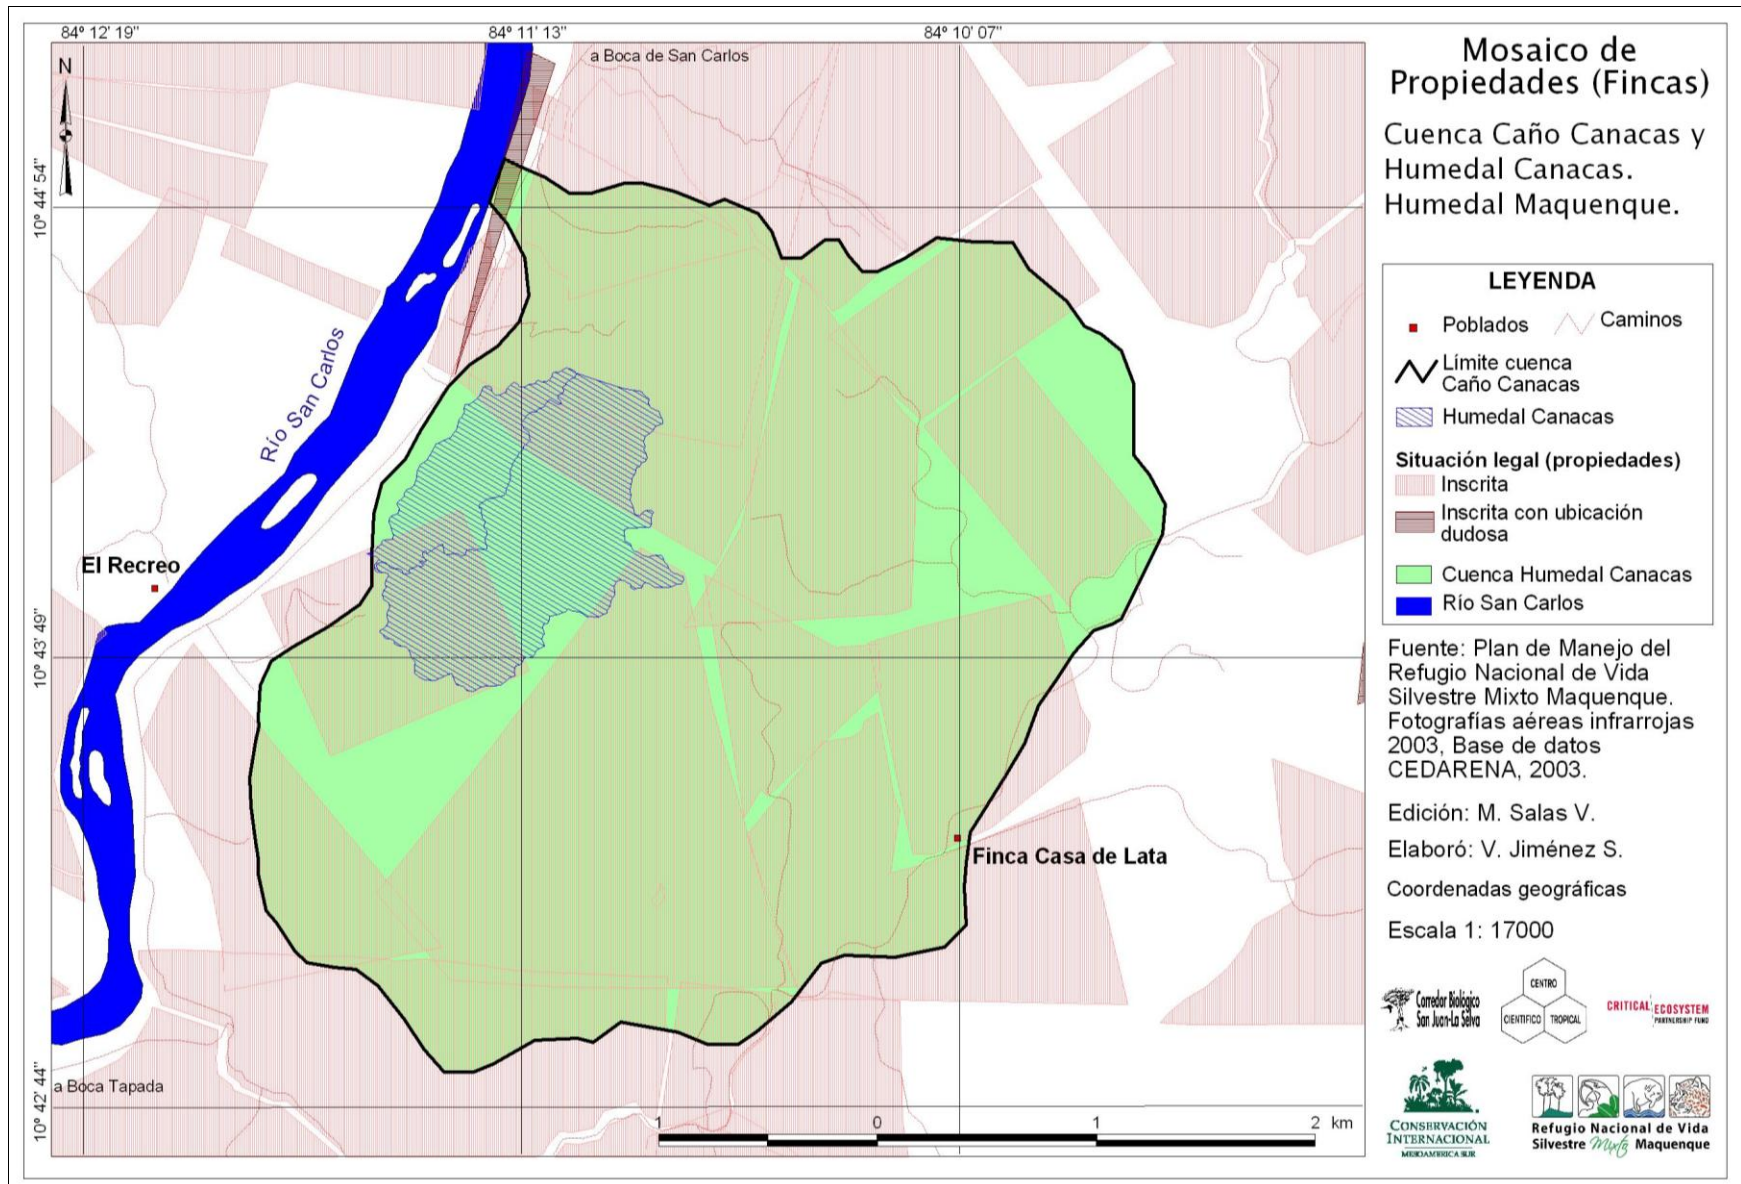 84º 12' 19"
84º 11' 13"
84º 10' 07"
a Boca de San Carlos
N
10º 44' 54"
Río San Carlos
El Recreo
10º 43' 49"
Finca Casa de Lata
10º 42' 44"
a Boca Tapada
1 0 1 2 km
Mosaico de
Propiedades (Fincas)
Cuenca Caño Canacas y
Humedal Canacas.
Humedal Maquenque.
LEYENDA
Poblados
Caminos
Límite cuenca
Caño Canacas
Humedal Canacas
Situación legal (propiedades)
Inscrita
Inscrita con ubicación
dudosa
Cuenca Humedal Canacas
Río San Carlos
Fuente: Plan de Manejo del
Refugio Nacional de Vida
Silvestre Mixto Maquenque.
Fotografías aéreas infrarrojas
2003, Base de datos
CEDARENA, 2003.
Edición: M. Salas V.
Elaboró: V. Jiménez S.
Coordenadas geográficas
Escala 1: 17000
Corredor Biológico
San Juan-La Selva
CENTRO
CIENTIFICO TROPICAL
CRITICAL ECOSYSTEM
PARTNERSHIP FUND
CONSERVACIÓN
INTERNACIONAL
MESOAMERICA SUR
Refugio Nacional de Vida
Silvestre Mixto Maquenque